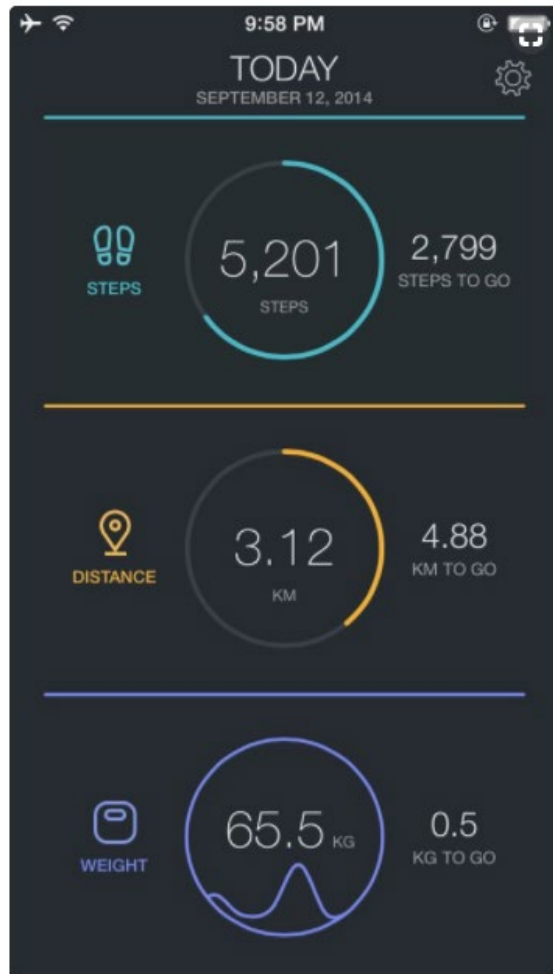 9:58 PM
TODAY
SEPTEMBER 12, 2014
STEPS
5,201
STEPS
2,799
STEPS TO GO
DISTANCE
3.12
KM
4.88
KM TO GO
WEIGHT
65.5 KG
0.5
KG TO GO